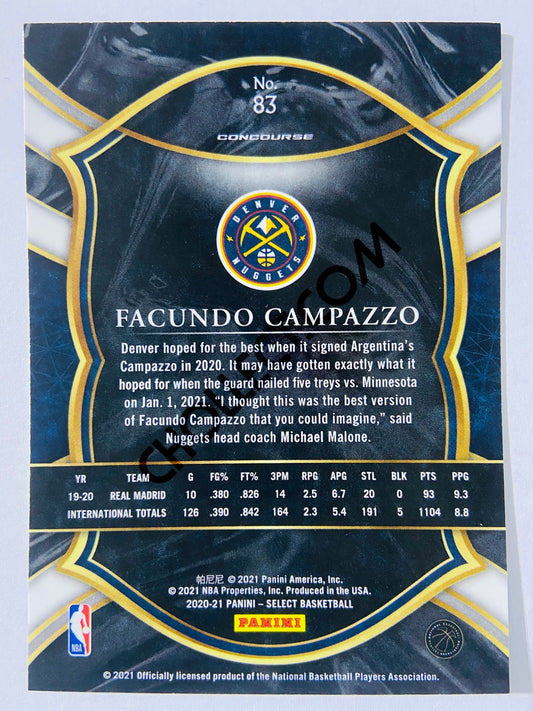 No.
83
CONCOURSE
DENVER
NUGGETS
FACUNDO CAMPAZZO
Denver hoped for the best when it signed Argentina's
Campazzo in 2020. It may have gotten exactly what it
hoped for when the guard nailed five treys vs. Minnesota
on Jan. 1, 2021. “I thought this was the best version
of Facundo Campazzo that you could imagine,” said
Nuggets head coach Michael Malone.
YR TEAM G FG% FT% 3PM RPG APG STL BLK PTS PPG
19-20 REAL MADRID 10 .380 .826 14 2.5 6.7 20 0 93 9.3
INTERNATIONAL TOTALS 126 .390 .842 164 2.3 5.4 191 5 1104 8.8
帕尼尼 © 2021 Panini America, Inc.
© 2021 NBA Properties, Inc. Produced in the USA.
2020-21 PANINI – SELECT BASKETBALL
PANINI
NBA
© 2021 Officially licensed product of the National Basketball Players Association.